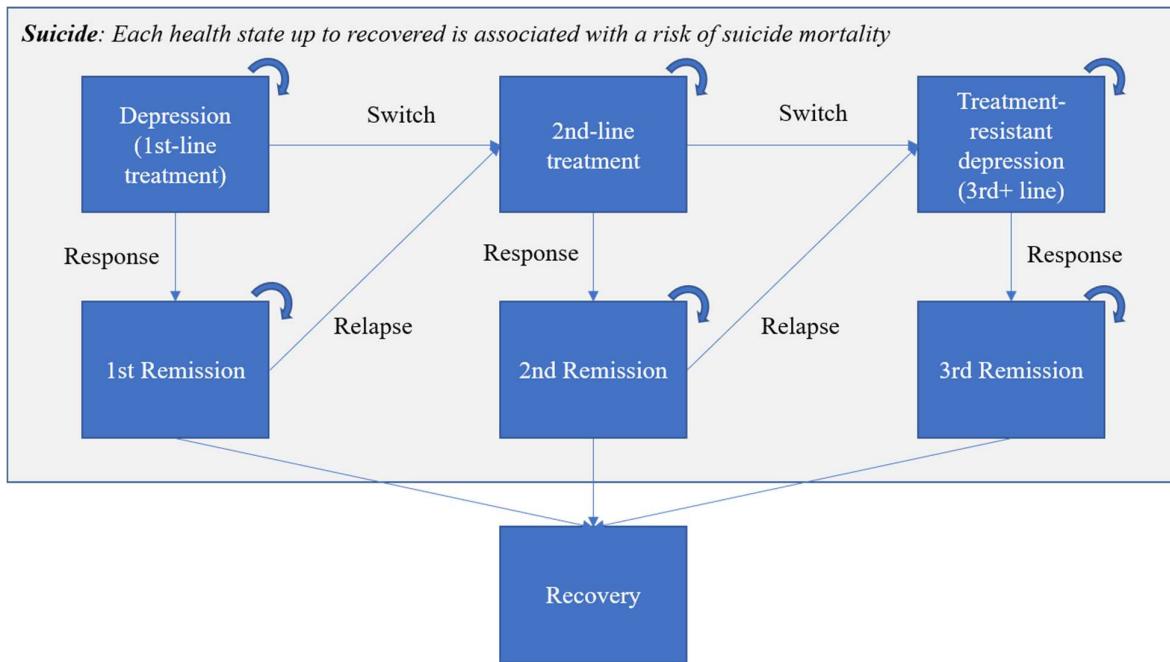 Suicide: Each health state up to recovered is associated with a risk of suicide mortality
Depression
(1st-line
treatment)
Switch
2nd-line
treatment
Switch
Treatment-
resistant
depression
(3rd+ line)
Response
Response
Response
1st Remission
Relapse
2nd Remission
Relapse
3rd Remission
Recovery